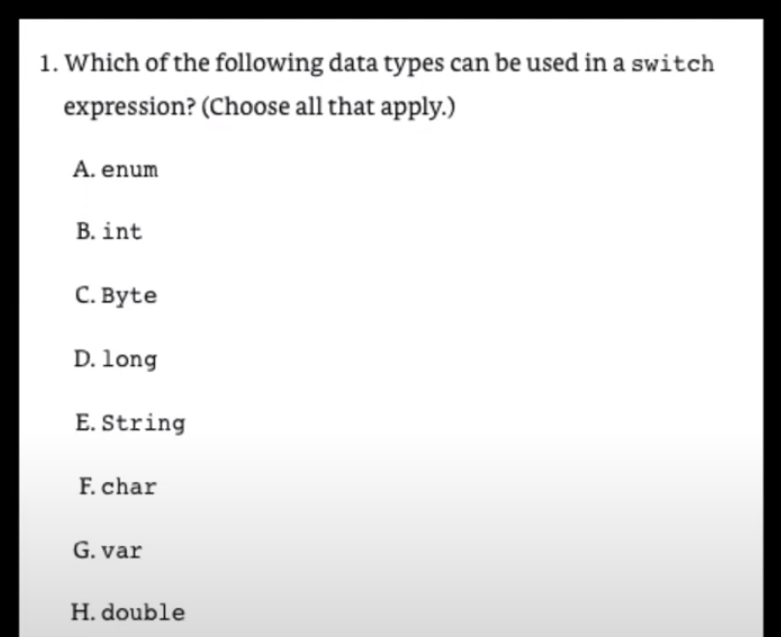 1. Which of the following data types can be used in a switch
expression? (Choose all that apply.)
A. enum
B. int
C. Byte
D. long
E. String
F. char
G. var
H. double